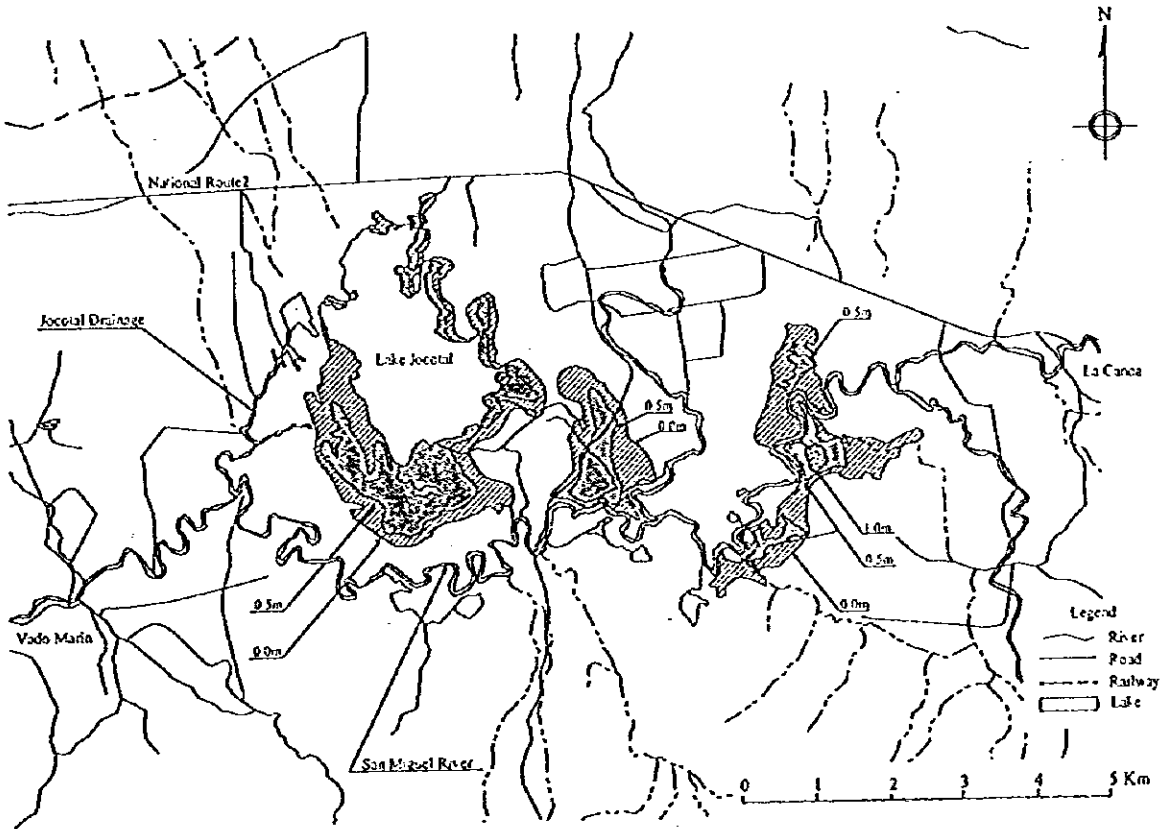 N
National Route2
0.5m
Jocotal Drainage
Lake Jocotal
La Canoa
0.5m
0.0m
1.0m
0.5m
0.5m
0.0m
Vado Marin
0.0m
Legend
River
Road
Railway
Lake
San Miguel River
0 1 2 3 4 5 Km